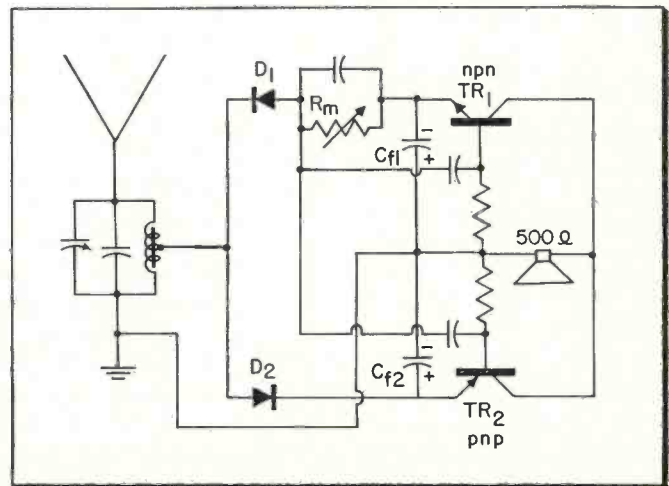 D1
npn
TR1
Rm
−
Cf1
+
500 Ω
D2
−
Cf2
+
TR2
pnp